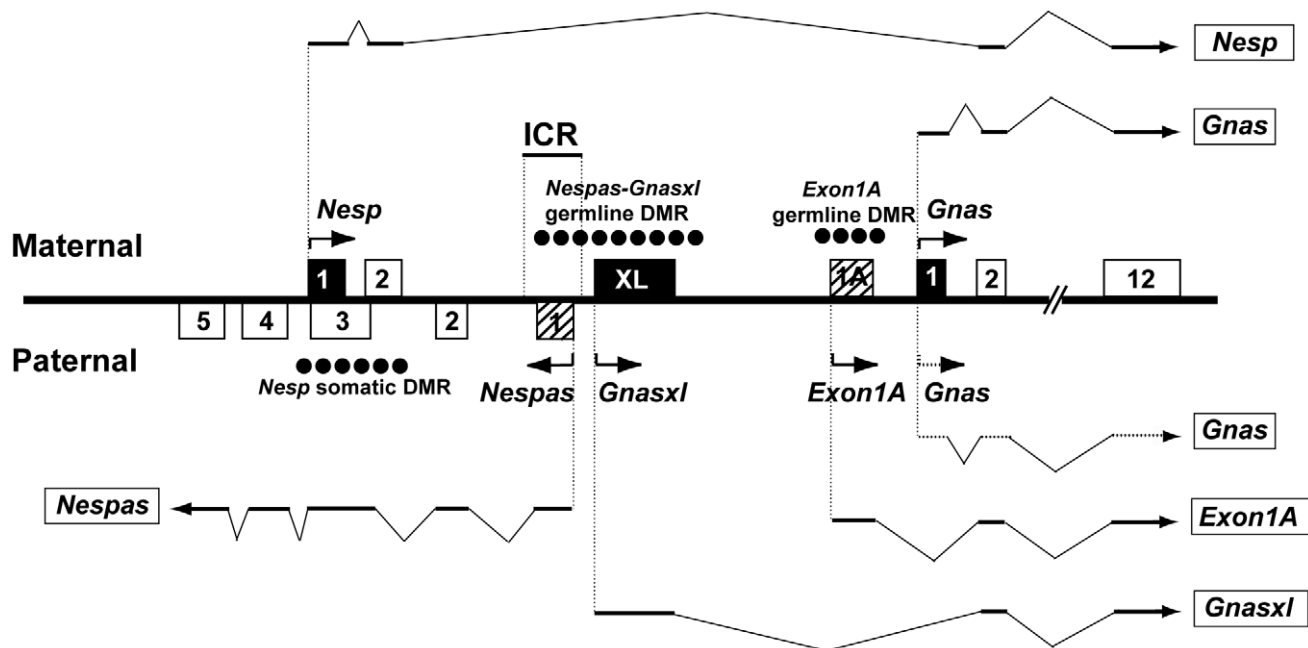 Nesp
Gnas
ICR
Nespas-Gnasxl
germline DMR
Exon1A
germline DMR
Nesp
Gnas
Maternal
1 2 XL 1A 1 2 12
5 4 3 2 1
Paternal
Nesp somatic DMR
Nespas Gnasxl Exon1A Gnas
Gnas
Nespas
Exon1A
Gnasxl